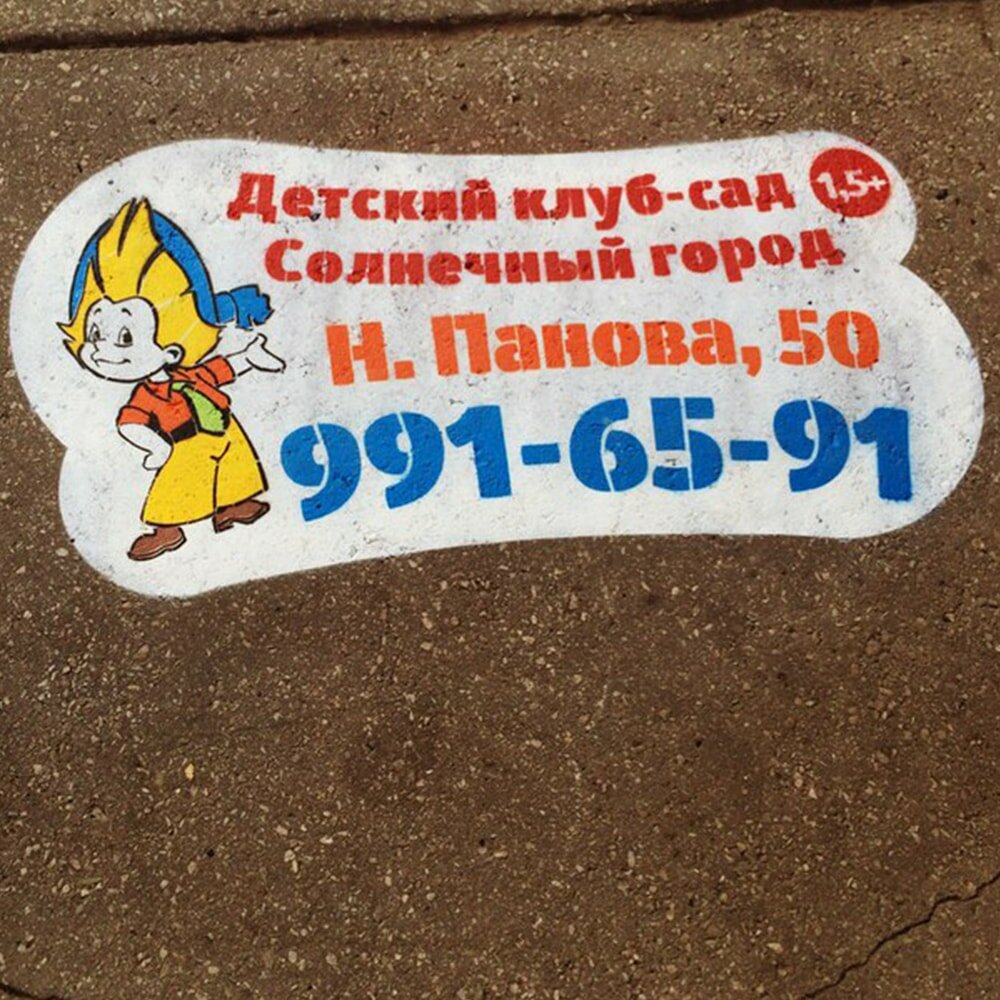 Детский клуб-сад 1.5+
Солнечный город
Н. Панова, 50
991-65-91